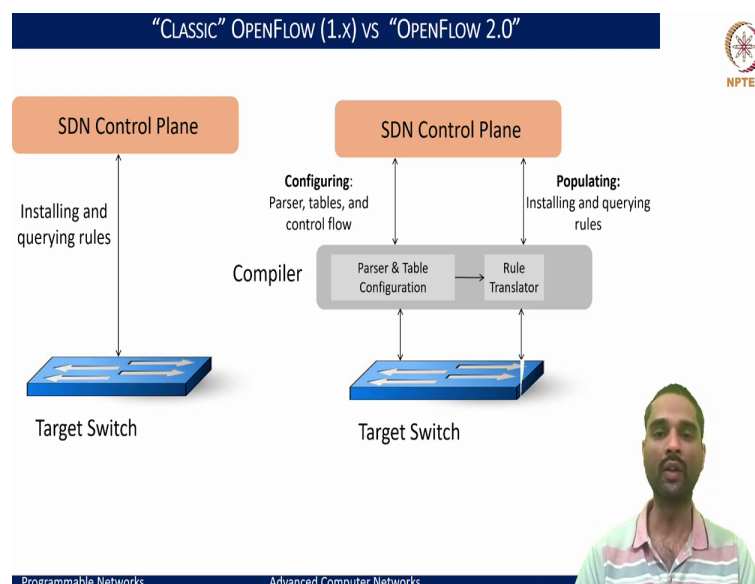 “CLASSIC” OPENFLOW (1.X) VS “OPENFLOW 2.0”
NPTE
SDN Control Plane
Installing and
querying rules
Target Switch
SDN Control Plane
Configuring:
Parser, tables, and
control flow
Populating:
Installing and querying
rules
Compiler
Parser & Table
Configuration
Rule
Translator
Target Switch
Programmable Networks
Advanced Computer Networks